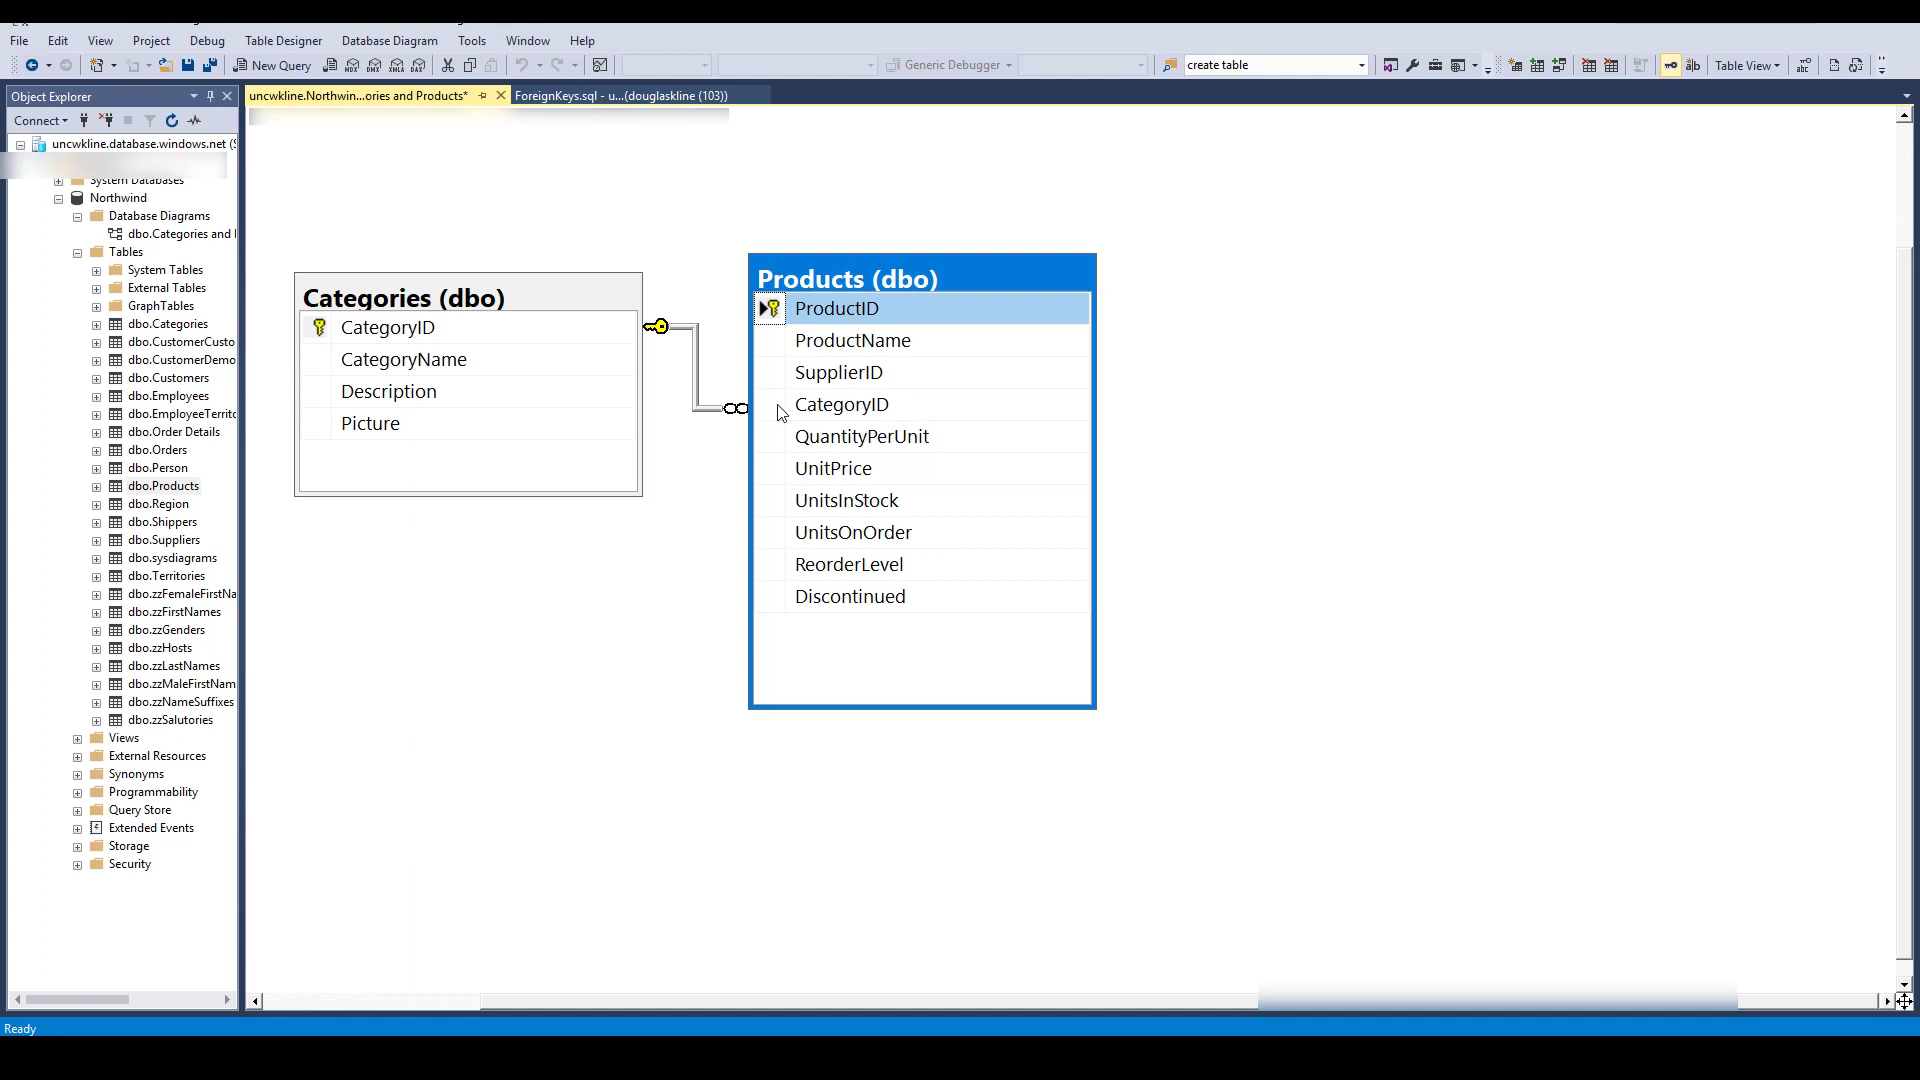 File Edit View Project Debug Table Designer Database Diagram Tools Window Help
New Query MDX DMX XMLA DAX Generic Debugger create table Table View
Object Explorer
uncwkline.Northwin...ories and Products* ForeignKeys.sql - u...(douglaskline (103))
Connect
uncwkline.database.windows.net (S
System Databases
Northwind
Database Diagrams
dbo.Categories and
Tables
System Tables
External Tables
GraphTables
dbo.Categories
dbo.CustomerCusto
dbo.CustomerDemo
dbo.Customers
dbo.Employees
dbo.EmployeeTerrito
dbo.Order Details
dbo.Orders
dbo.Person
dbo.Products
dbo.Region
dbo.Shippers
dbo.Suppliers
dbo.sysdiagrams
dbo.Territories
dbo.zzFemaleFirstNa
dbo.zzFirstNames
dbo.zzGenders
dbo.zzHosts
dbo.zzLastNames
dbo.zzMaleFirstNam
dbo.zzNameSuffixes
dbo.zzSalutories
Views
External Resources
Synonyms
Programmability
Query Store
Extended Events
Storage
Security
Categories (dbo)
CategoryID
CategoryName
Description
Picture
Products (dbo)
ProductID
ProductName
SupplierID
CategoryID
QuantityPerUnit
UnitPrice
UnitsInStock
UnitsOnOrder
ReorderLevel
Discontinued
Ready